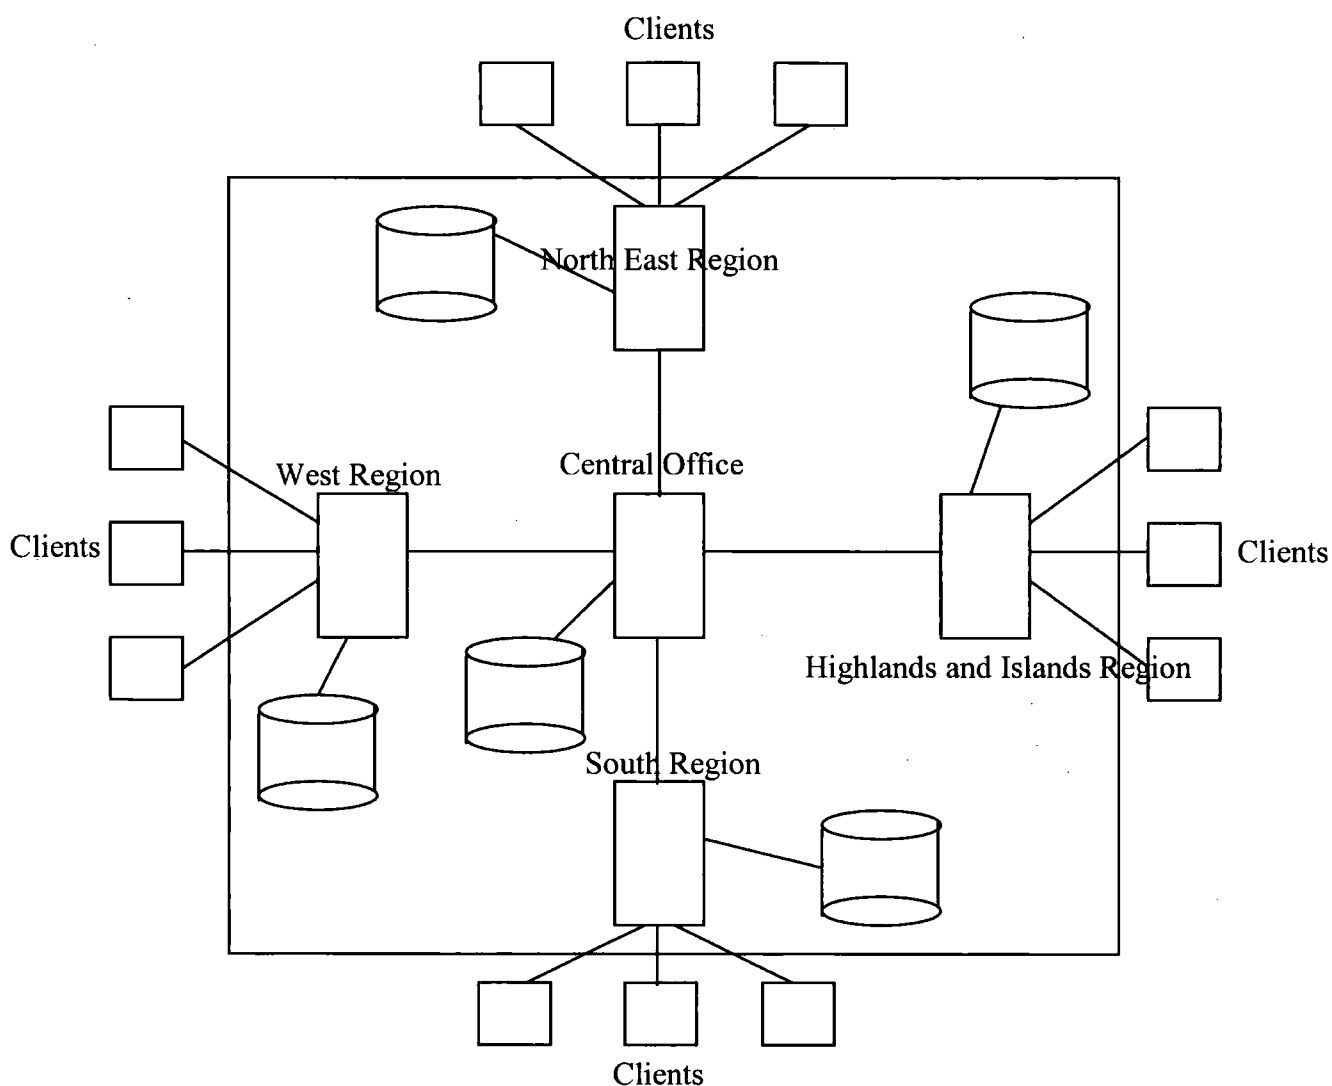 Clients
North East Region
Central Office
West Region
Clients
Clients
Highlands and Islands Region
South Region
Clients